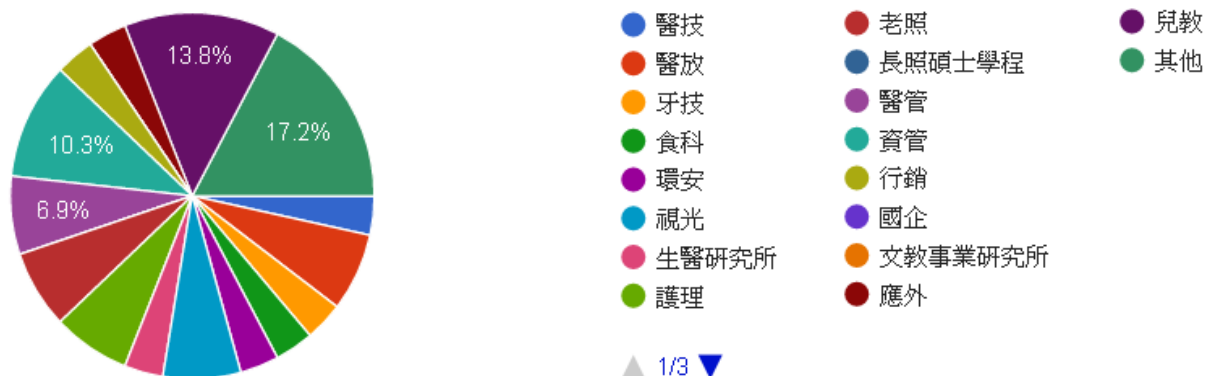 13.8%
17.2%
10.3%
6.9%
醫技
醫放
牙技
食科
環安
視光
生醫研究所
護理
老照
長照碩士學程
醫管
資管
行銷
國企
文教事業研究所
應外
兒教
其他
1/3